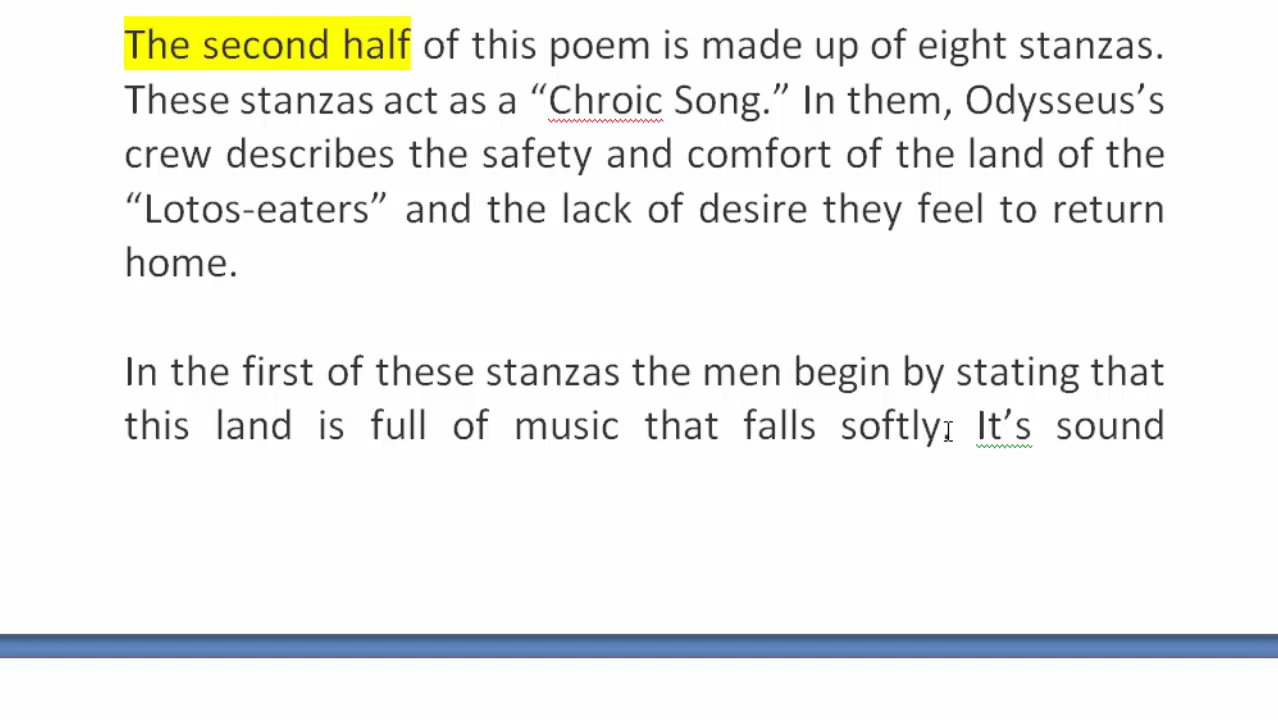 The second half of this poem is made up of eight stanzas.
These stanzas act as a “Chroic Song.” In them, Odysseus’s
crew describes the safety and comfort of the land of the
“Lotos-eaters” and the lack of desire they feel to return
home.
In the first of these stanzas the men begin by stating that
this land is full of music that falls softly. It’s sound